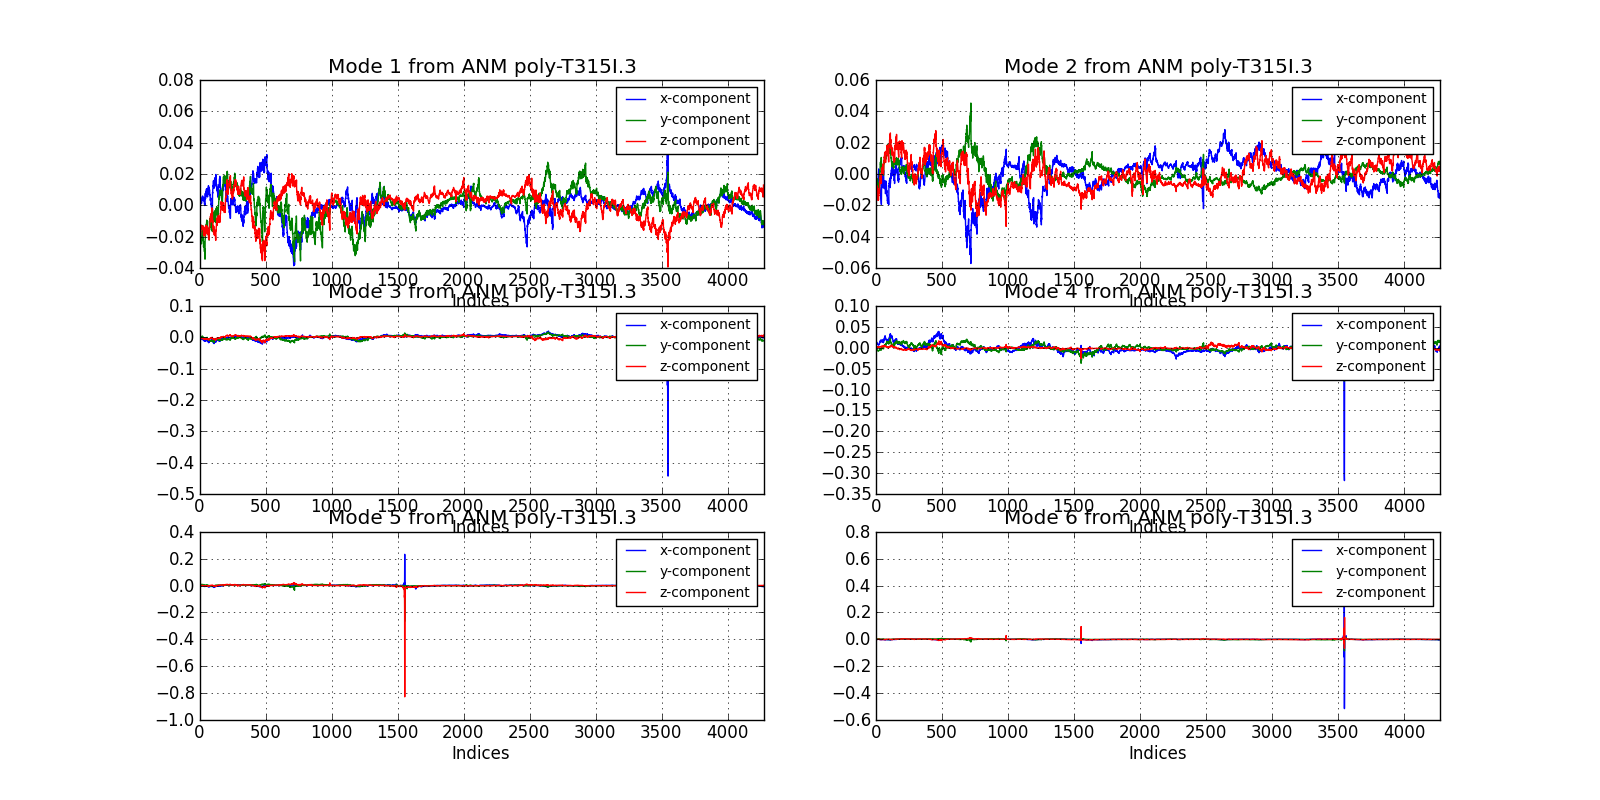 Mode 1 from ANM poly-T315I.3
0.08
0.06
0.04
0.02
0.00
−0.02
−0.04
x-component
y-component
z-component
0 500 1000 1500 2000 2500 3000 3500 4000
Indices
Mode 2 from ANM poly-T315I.3
0.06
0.04
0.02
0.00
−0.02
−0.04
−0.06
x-component
y-component
z-component
0 500 1000 1500 2000 2500 3000 3500 4000
Indices
Mode 3 from ANM poly-T315I.3
0.1
0.0
−0.1
−0.2
−0.3
−0.4
−0.5
x-component
y-component
z-component
0 500 1000 1500 2000 2500 3000 3500 4000
Indices
Mode 4 from ANM poly-T315I.3
0.10
0.05
0.00
−0.05
−0.10
−0.15
−0.20
−0.25
−0.30
−0.35
x-component
y-component
z-component
0 500 1000 1500 2000 2500 3000 3500 4000
Indices
Mode 5 from ANM poly-T315I.3
0.4
0.2
0.0
−0.2
−0.4
−0.6
−0.8
−1.0
x-component
y-component
z-component
0 500 1000 1500 2000 2500 3000 3500 4000
Indices
Mode 6 from ANM poly-T315I.3
0.8
0.6
0.4
0.2
0.0
−0.2
−0.4
−0.6
x-component
y-component
z-component
0 500 1000 1500 2000 2500 3000 3500 4000
Indices